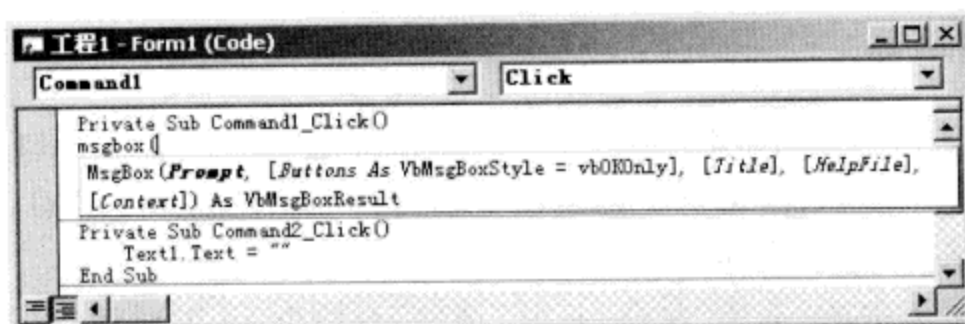 工程1 - Form1 (Code)
Command1 Click
Private Sub Command1_Click()
msgbox(
MsgBox(Prompt, [Buttons As VbMsgBoxStyle = vbOKOnly], [Title], [HelpFile],
[Context]) As VbMsgBoxResult
Private Sub Command2_Click()
Text1.Text = ""
End Sub